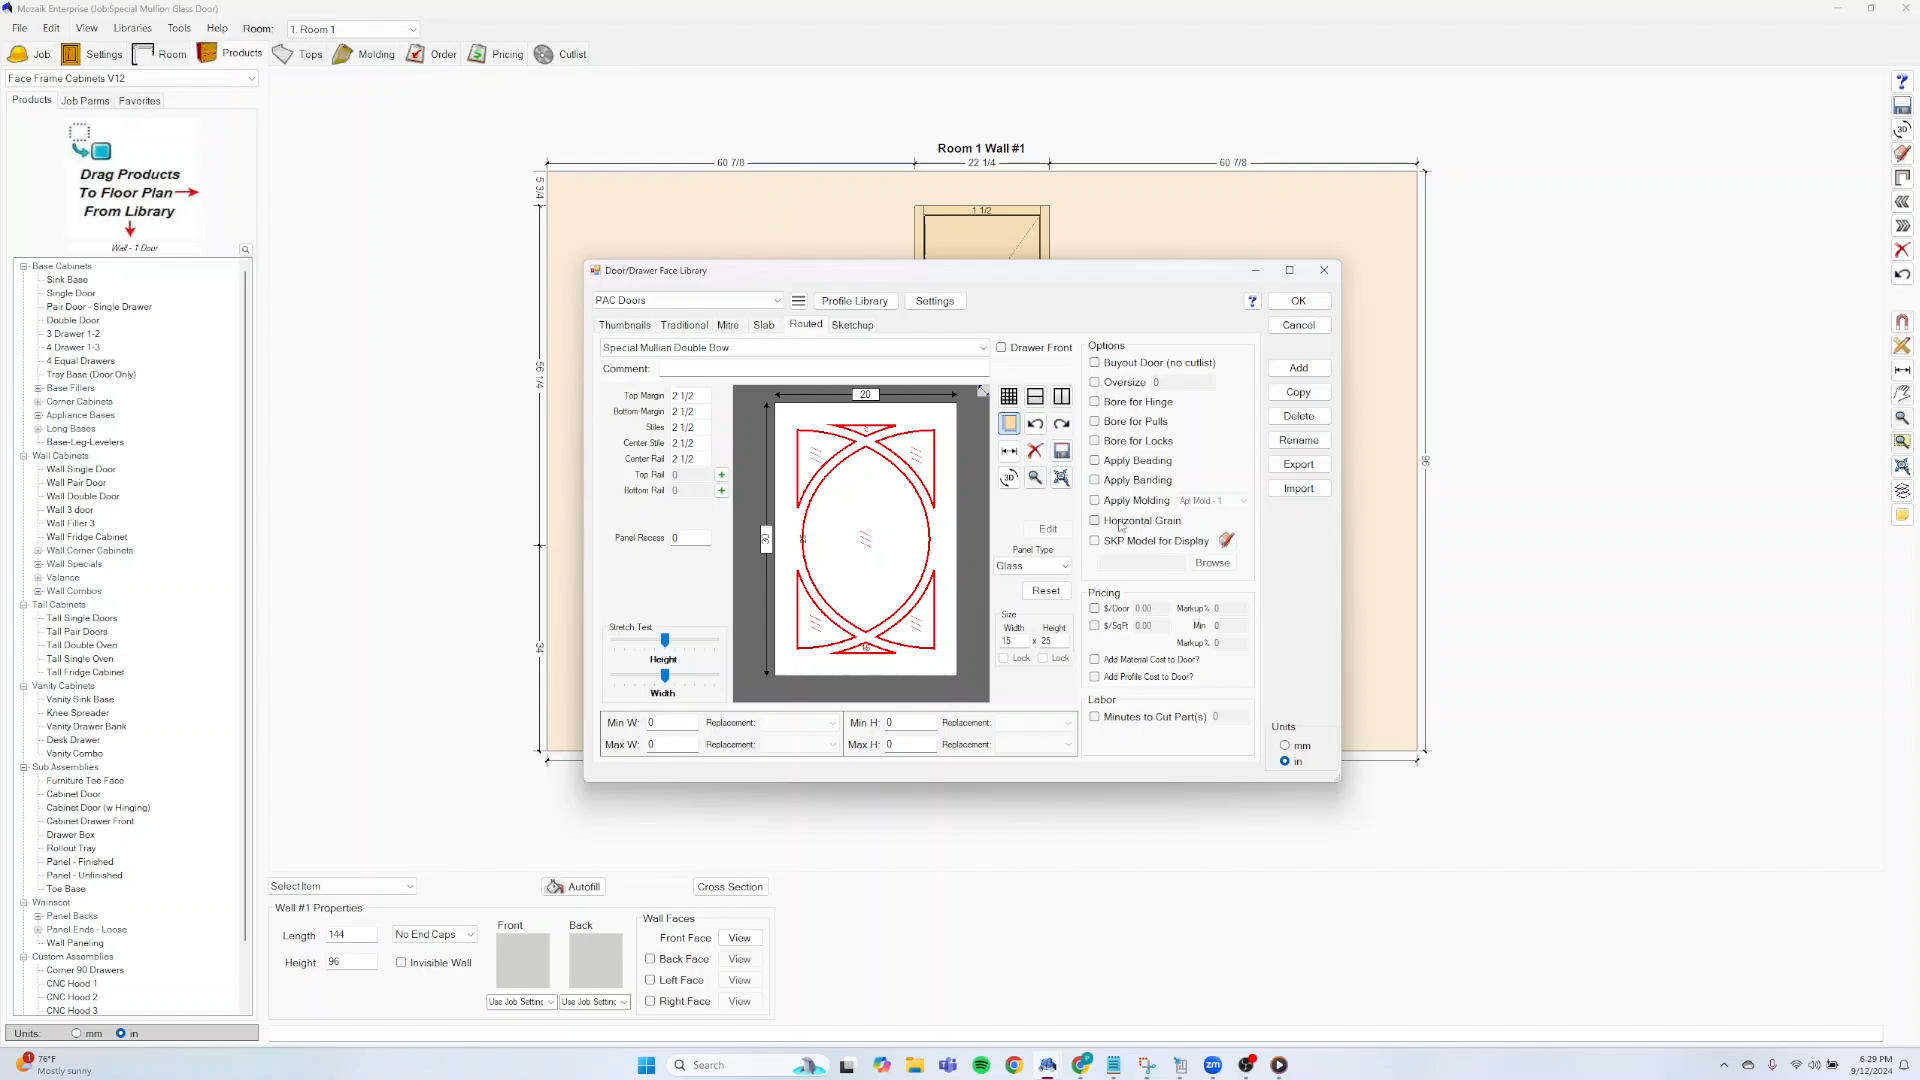 Mozaik Enterprise (Job:Special Mullion Glass Door)
File Edit View Libraries Tools Help Room: 1. Room 1
Job Settings Room Products Tops Molding Order Pricing Cutlist
Face Frame Cabinets V12
Products Job Parms Favorites
Drag Products
To Floor Plan
From Library
Wall - 1 Door
Base Cabinets
Sink Base
Single Door
Pair Door - Single Drawer
Double Door
3 Drawer 1-2
4 Drawer 1-3
4 Equal Drawers
Tray Base (Door Only)
Base Fillers
Corner Cabinets
Appliance Bases
Long Bases
Base-Leg-Levelers
Wall Cabinets
Wall Single Door
Wall Pair Door
Wall Double Door
Wall 3 door
Wall Filler 3
Wall Fridge Cabinet
Wall Corner Cabinets
Wall Specials
Valance
Wall Combos
Tall Cabinets
Tall Single Doors
Tall Pair Doors
Tall Double Oven
Tall Single Oven
Tall Fridge Cabinet
Vanity Cabinets
Vanity Sink Base
Knee Spreader
Vanity Drawer Bank
Desk Drawer
Vanity Combo
Sub Assemblies
Furniture Toe Face
Cabinet Door
Cabinet Door (w Hinging)
Cabinet Drawer Front
Drawer Box
Rollout Tray
Panel - Finished
Panel - Unfinished
Toe Base
Wainscot
Panel Backs
Panel Ends - Loose
Wall Paneling
Custom Assemblies
Corner 90 Drawers
CNC Hood 1
CNC Hood 2
CNC Hood 3
Units: mm in
Room 1 Wall #1
60 7/8 22 1/4 60 7/8
5 3/4
1 1/2
56 1/4
34
96
Door/Drawer Face Library
PAC Doors Profile Library Settings ? OK
Thumbnails Traditional Mitre Slab Routed Sketchup Cancel
Special Mullian Double Bow Drawer Front
Comment:
Top Margin 2 1/2
Bottom Margin 2 1/2
Stiles 2 1/2
Center Stile 2 1/2
Center Rail 2 1/2
Top Rail 0 +
Bottom Rail 0 +
Panel Recess 0
Stretch Test
Height
Width
20
30
25
15
3D
Edit
Panel Type
Glass
Reset
Size
Width Height
15 x 25
Lock Lock
Min W: 0 Replacement: Min H: 0 Replacement:
Max W: 0 Replacement: Max H: 0 Replacement:
Options
Buyout Door (no cutlist)
Oversize 0
Bore for Hinge
Bore for Pulls
Bore for Locks
Apply Beading
Apply Banding
Apply Molding Apl Mold - 1
Horizontal Grain
SKP Model for Display
Browse
Pricing
$/Door 0.00 Markup% 0
$/SqFt 0.00 Min 0
Markup% 0
Add Material Cost to Door?
Add Profile Cost to Door?
Labor
Minutes to Cut Part(s) 0
Add
Copy
Delete
Rename
Export
Import
Units
mm
in
?
3D
Select Item Autofill Cross Section
Wall #1 Properties
Length 144 No End Caps
Height 96 Invisible Wall
Front Back
Use Job Setting Use Job Setting
Wall Faces
Front Face View
Back Face View
Left Face View
Right Face View
1
76°F
Mostly sunny
Search
6:29 PM
9/12/2024